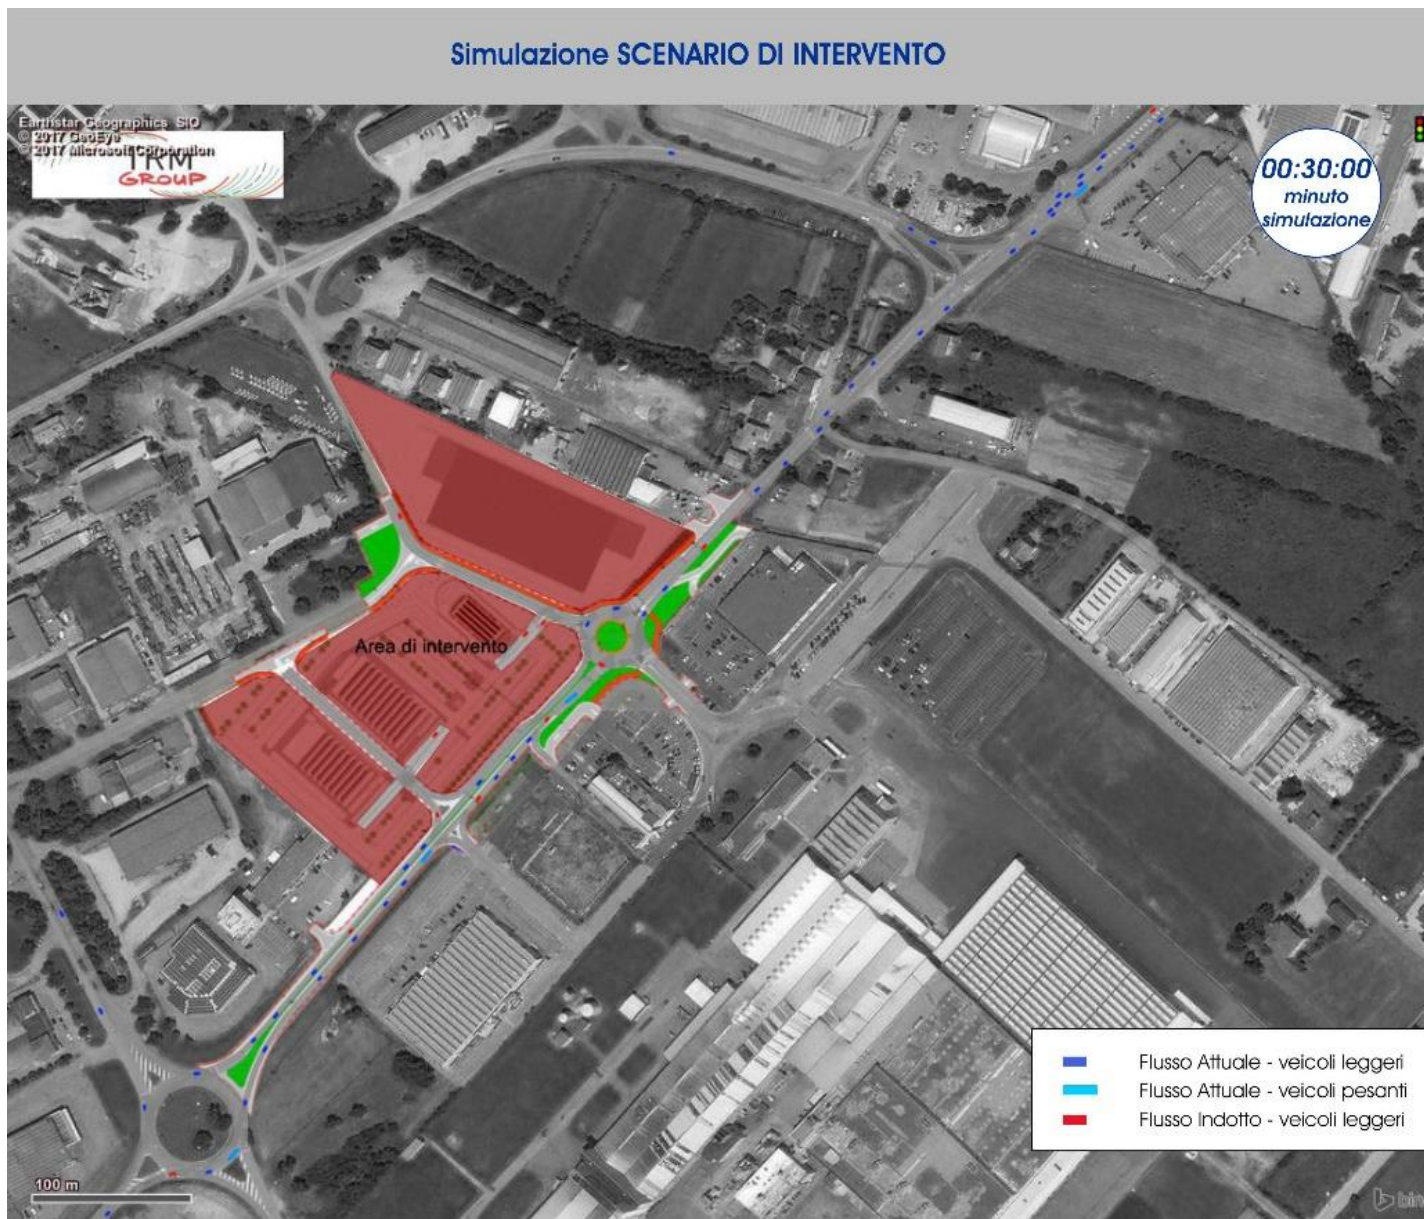 Simulazione SCENARIO DI INTERVENTO
Earthstar Geographics SIO
© 2017 GeoEye
© 2017 Microsoft Corporation
TRM
GROUP
00:30:00
minuto
simulazione
Area di intervento
Flusso Attuale - veicoli leggeri
Flusso Attuale - veicoli pesanti
Flusso Indotto - veicoli leggeri
100 m
bin